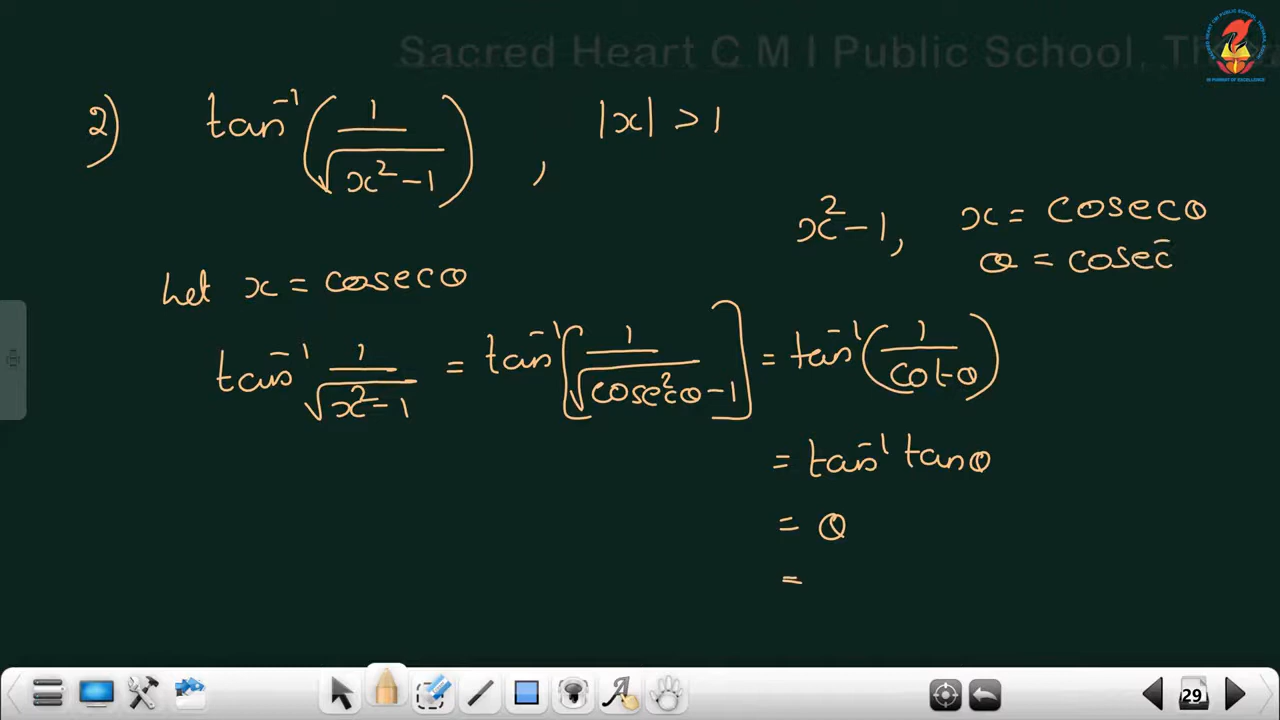 Sacred Heart C M I Public School, Th
2) tan⁻¹(1/√(x²-1)), |x| > 1
x²-1, x = cosecθ
θ = cosec⁻
Let x = cosecθ
tan⁻¹ 1/√(x²-1) = tan⁻¹[1/√(cosec²θ-1)] = tan⁻¹(1/cotθ)
= tan⁻¹ tanθ
= θ
=
29